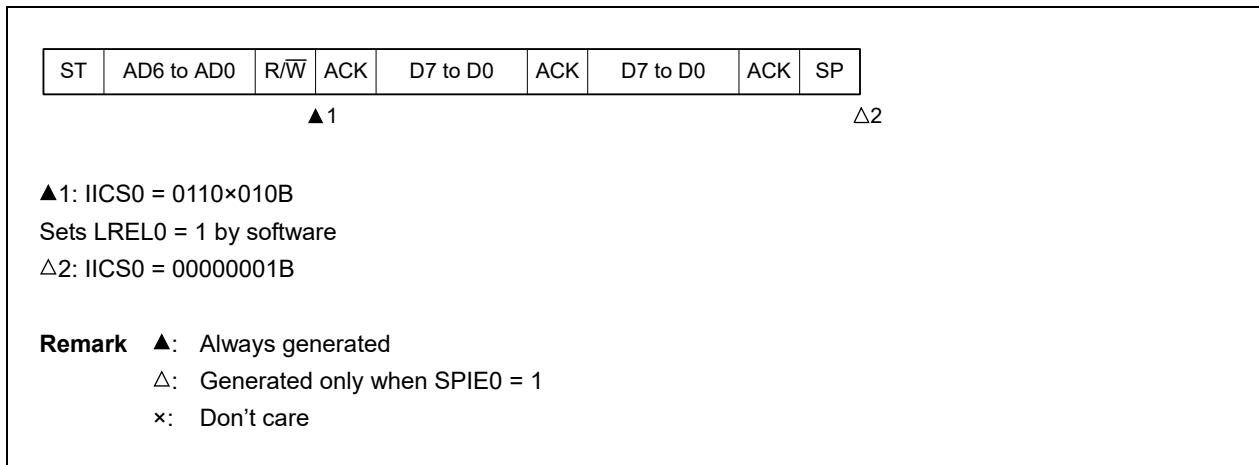 ST AD6 to AD0 R/W̅ ACK D7 to D0 ACK D7 to D0 ACK SP
▲1 △2
▲1: IICS0 = 0110×010B
Sets LREL0 = 1 by software
△2: IICS0 = 00000001B
Remark ▲: Always generated
△: Generated only when SPIE0 = 1
×: Don’t care